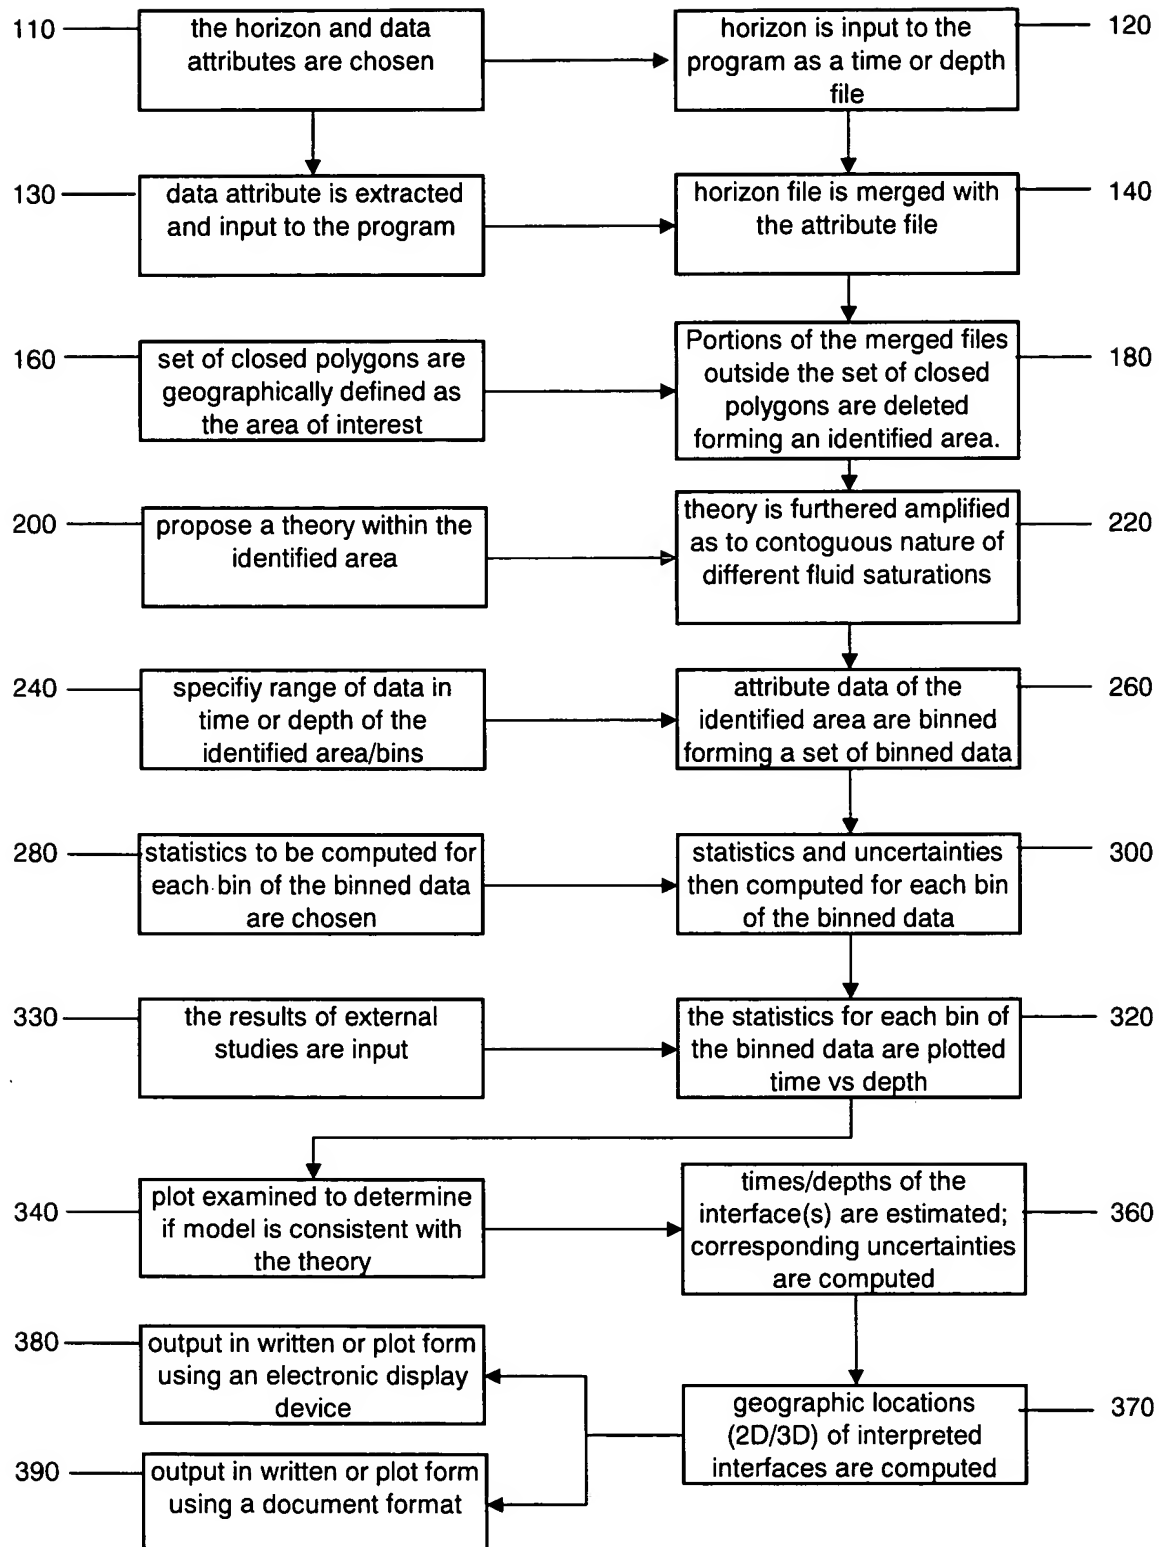 110
the horizon and data
attributes are chosen
horizon is input to the
program as a time or depth
file
120
130
data attribute is extracted
and input to the program
horizon file is merged with
the attribute file
140
160
set of closed polygons are
geographically defined as
the area of interest
Portions of the merged files
outside the set of closed
polygons are deleted
forming an identified area.
180
200
propose a theory within the
identified area
theory is furthered amplified
as to contoguous nature of
different fluid saturations
220
240
specifiy range of data in
time or depth of the
identified area/bins
attribute data of the
identified area are binned
forming a set of binned data
260
280
statistics to be computed for
each bin of the binned data
are chosen
statistics and uncertainties
then computed for each bin
of the binned data
300
330
the results of external
studies are input
the statistics for each bin of
the binned data are plotted
time vs depth
320
340
plot examined to determine
if model is consistent with
the theory
times/depths of the
interface(s) are estimated;
corresponding uncertainties
are computed
360
380
output in written or plot form
using an electronic display
device
geographic locations
(2D/3D) of interpreted
interfaces are computed
370
390
output in written or plot form
using a document format